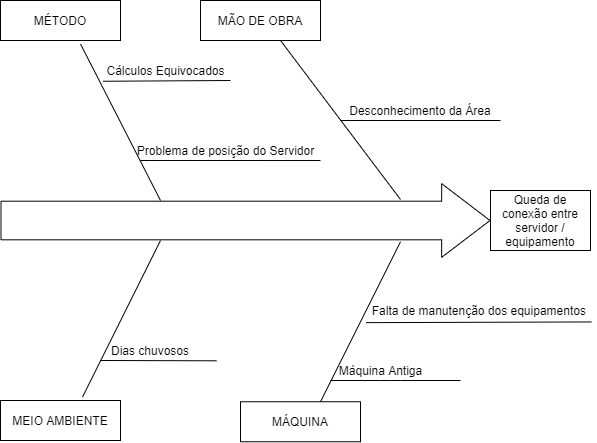 MÉTODO
MÃO DE OBRA
Cálculos Equivocados
Desconhecimento da Área
Problema de posição do Servidor
Queda de
conexão entre
servidor /
equipamento
Falta de manutenção dos equipamentos
Dias chuvosos
Máquina Antiga
MEIO AMBIENTE
MÁQUINA